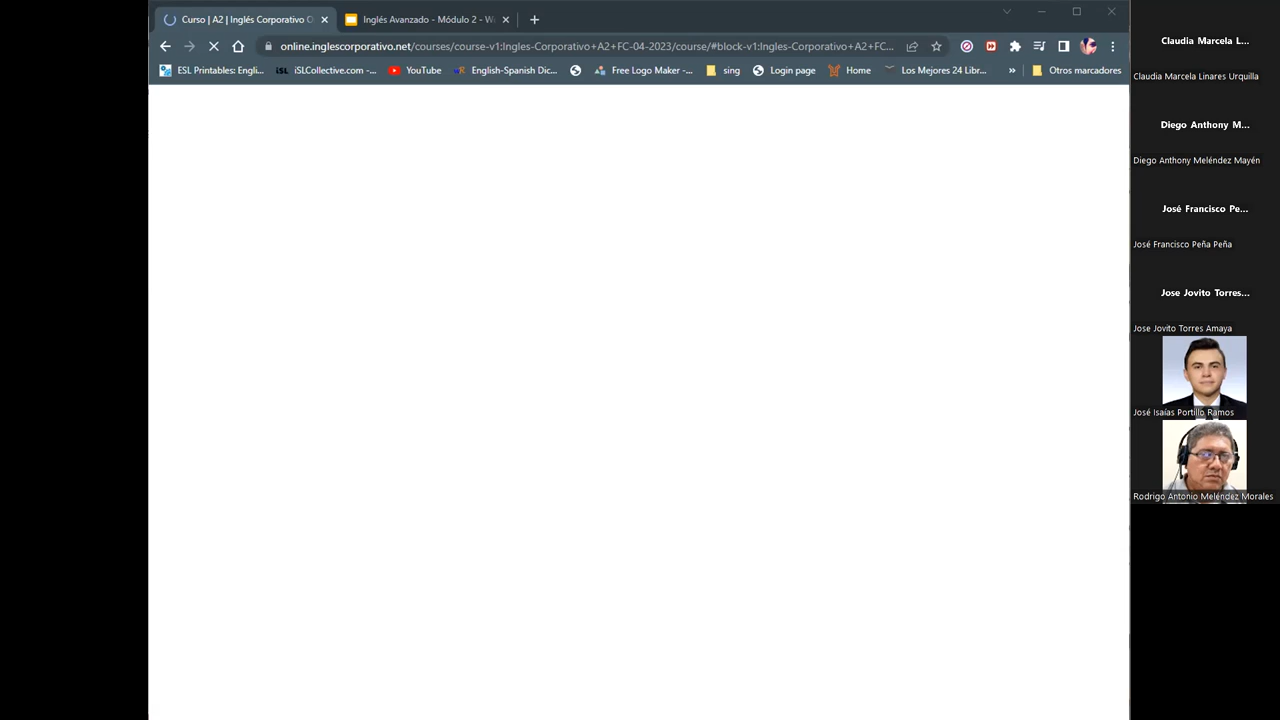 Curso | A2 | Inglés Corporativo O
Inglés Avanzado - Módulo 2 - W
online.inglescorporativo.net/courses/course-v1:Ingles-Corporativo+A2+FC-04-2023/course/#block-v1:Ingles-Corporativo+A2+FC...
ESL Printables: Engli...
iSL
iSLCollective.com -...
YouTube
English-Spanish Dic...
Free Logo Maker -...
sing
Login page
Home
Los Mejores 24 Libr...
»
Otros marcadores
Claudia Marcela L...
Claudia Marcela Linares Urquilla
Diego Anthony M...
Diego Anthony Meléndez Mayén
José Francisco Pe...
José Francisco Peña Peña
Jose Jovito Torres...
Jose Jovito Torres Amaya
José Isaías Portillo Ramos
Rodrigo Antonio Meléndez Morales